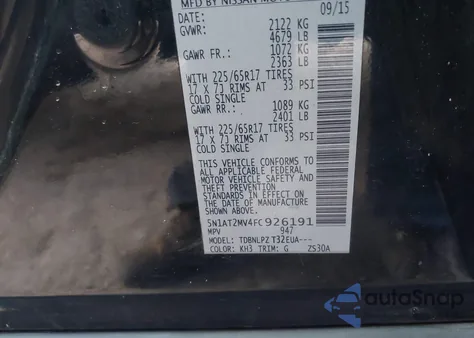 MFD BY NISSAN MOTOR
DATE: 09/15
GVWR: 2122 KG
4679 LB
GAWR FR.: 1072 KG
2363 LB
WITH 225/65R17 TIRES
17 X 7J RIMS AT 33 PSI
COLD SINGLE
GAWR RR.: 1089 KG
2401 LB
WITH 225/65R17 TIRES
17 X 7J RIMS AT 33 PSI
COLD SINGLE
THIS VEHICLE CONFORMS TO
ALL APPLICABLE FEDERAL
MOTOR VEHICLE SAFETY AND
STANDARDS IN EFFECT ON THE
DATE OF MANUFACTURE SHOWN
ABOVE.
5N1AT2MV4FC926191
MPV 947
MODEL: TDBNLPZ T32EUA---
COLOR: KH3 TRIM: G ZS30A
autoSnap